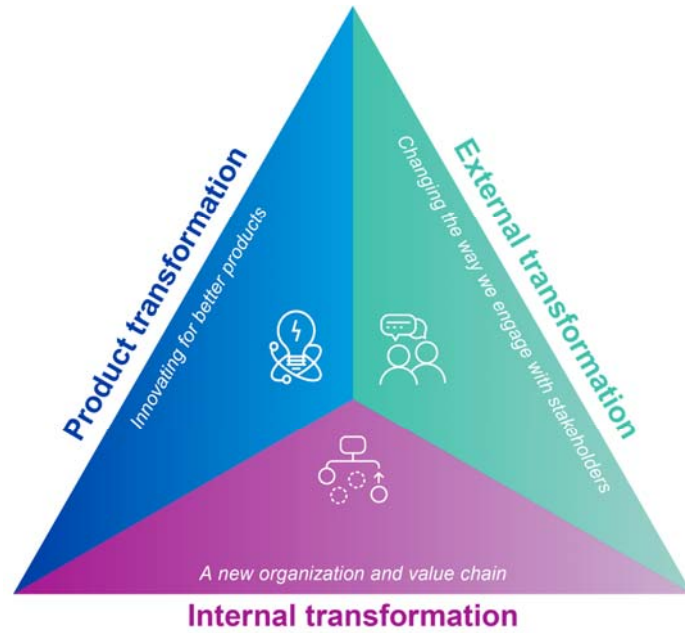 Product transformation
Innovating for better products
External transformation
Changing the way we engage with stakeholders
A new organization and value chain
Internal transformation